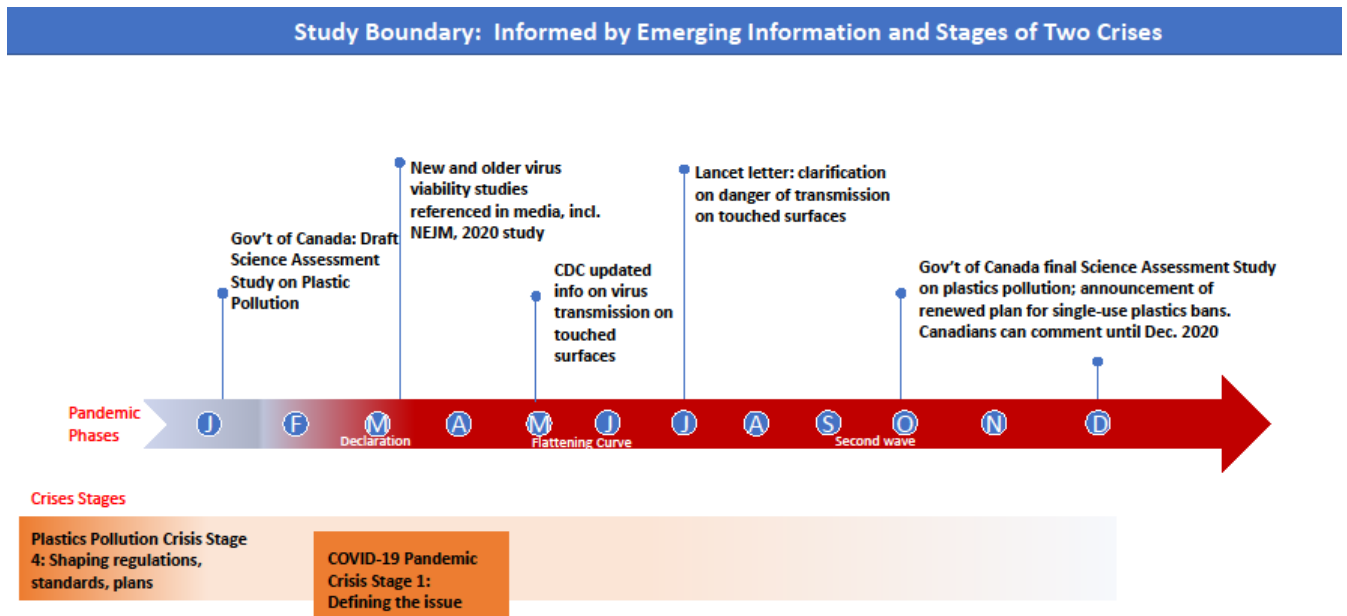 Study Boundary: Informed by Emerging Information and Stages of Two Crises
New and older virus
viability studies
referenced in media, incl.
NEJM, 2020 study
Lancet letter: clarification
on danger of transmission
on touched surfaces
Gov't of Canada: Draft
Science Assessment
Study on Plastic
Pollution
CDC updated
info on virus
transmission on
touched
surfaces
Gov't of Canada final Science Assessment Study
on plastics pollution; announcement of
renewed plan for single-use plastics bans.
Canadians can comment until Dec. 2020
Pandemic
Phases
J F M A M J J A S O N D
Declaration
Flattening Curve
Second wave
Crises Stages
Plastics Pollution Crisis Stage
4: Shaping regulations,
standards, plans
COVID-19 Pandemic
Crisis Stage 1:
Defining the issue